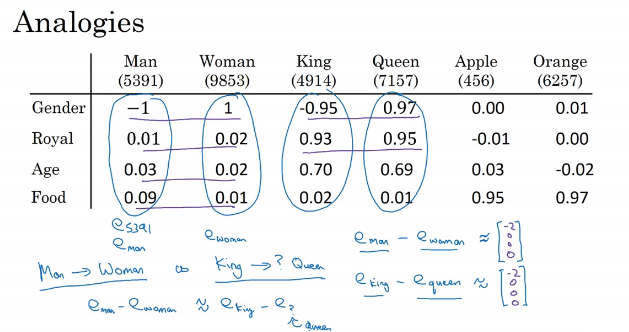 Analogies
Man Woman King Queen Apple Orange
(5391) (9853) (4914) (7157) (456) (6257)
Gender −1 1 -0.95 0.97 0.00 0.01
Royal 0.01 0.02 0.93 0.95 -0.01 0.00
Age 0.03 0.02 0.70 0.69 0.03 -0.02
Food 0.09 0.01 0.02 0.01 0.95 0.97
e5391
eman ewoman eman − ewoman ≈ [-2 0 0 0]
Man → Woman as King → ? Queen
eking − equeen ≈ [-2 0 0 0]
eman − ewoman ≈ eking − e?
↑ queen